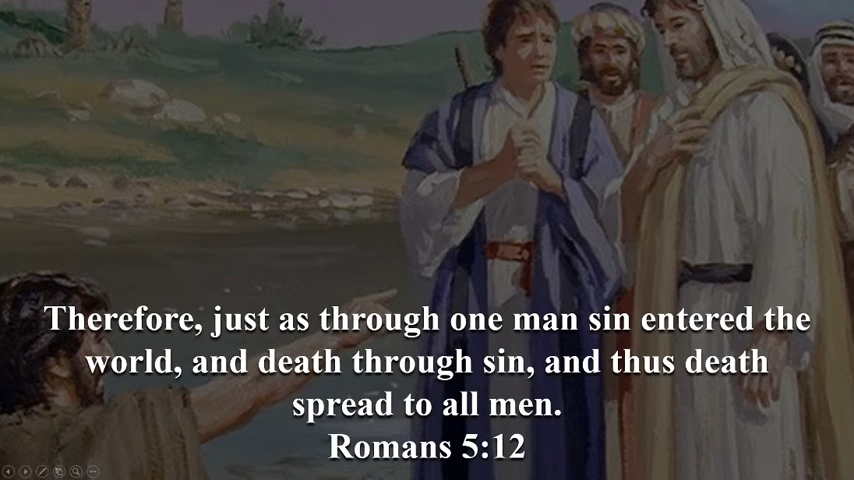 Therefore, just as through one man sin entered the
world, and death through sin, and thus death
spread to all men.
Romans 5:12